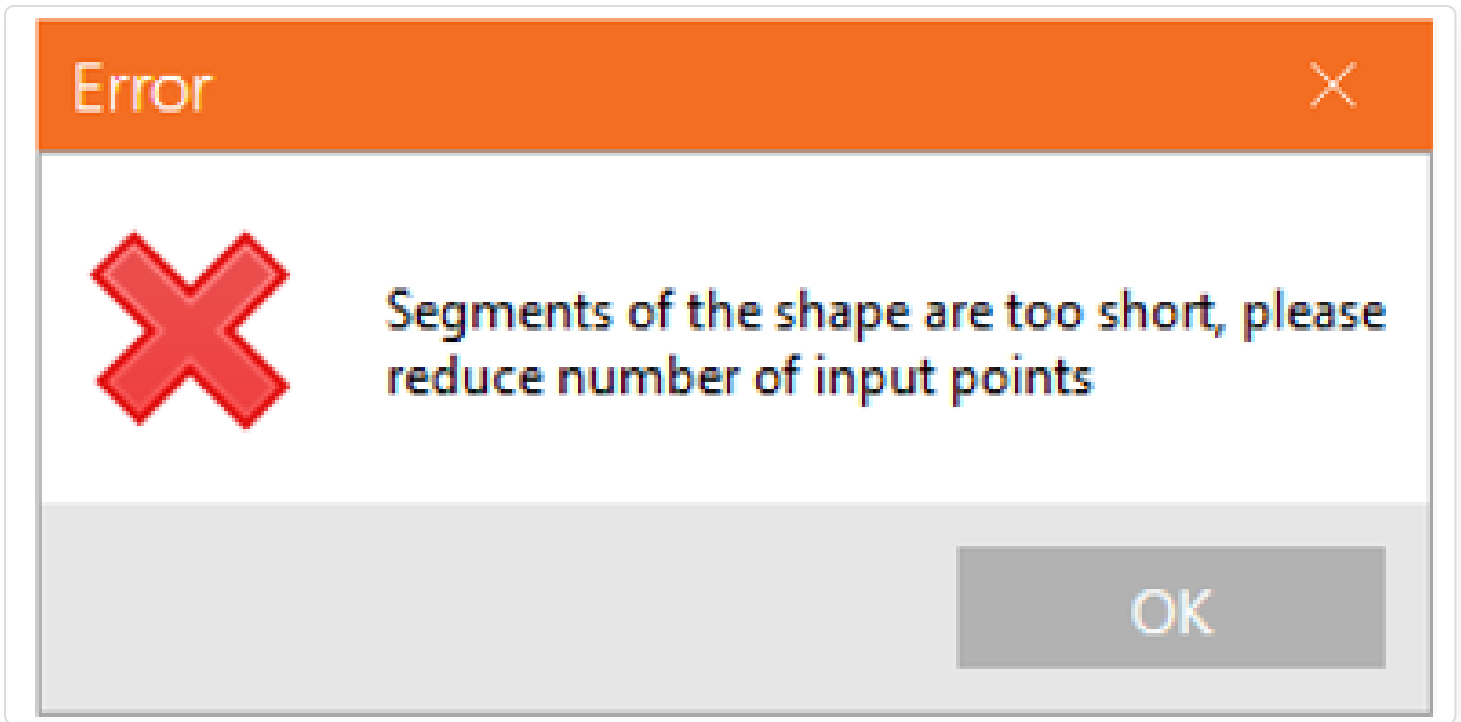 Error
Segments of the shape are too short, please
reduce number of input points
OK